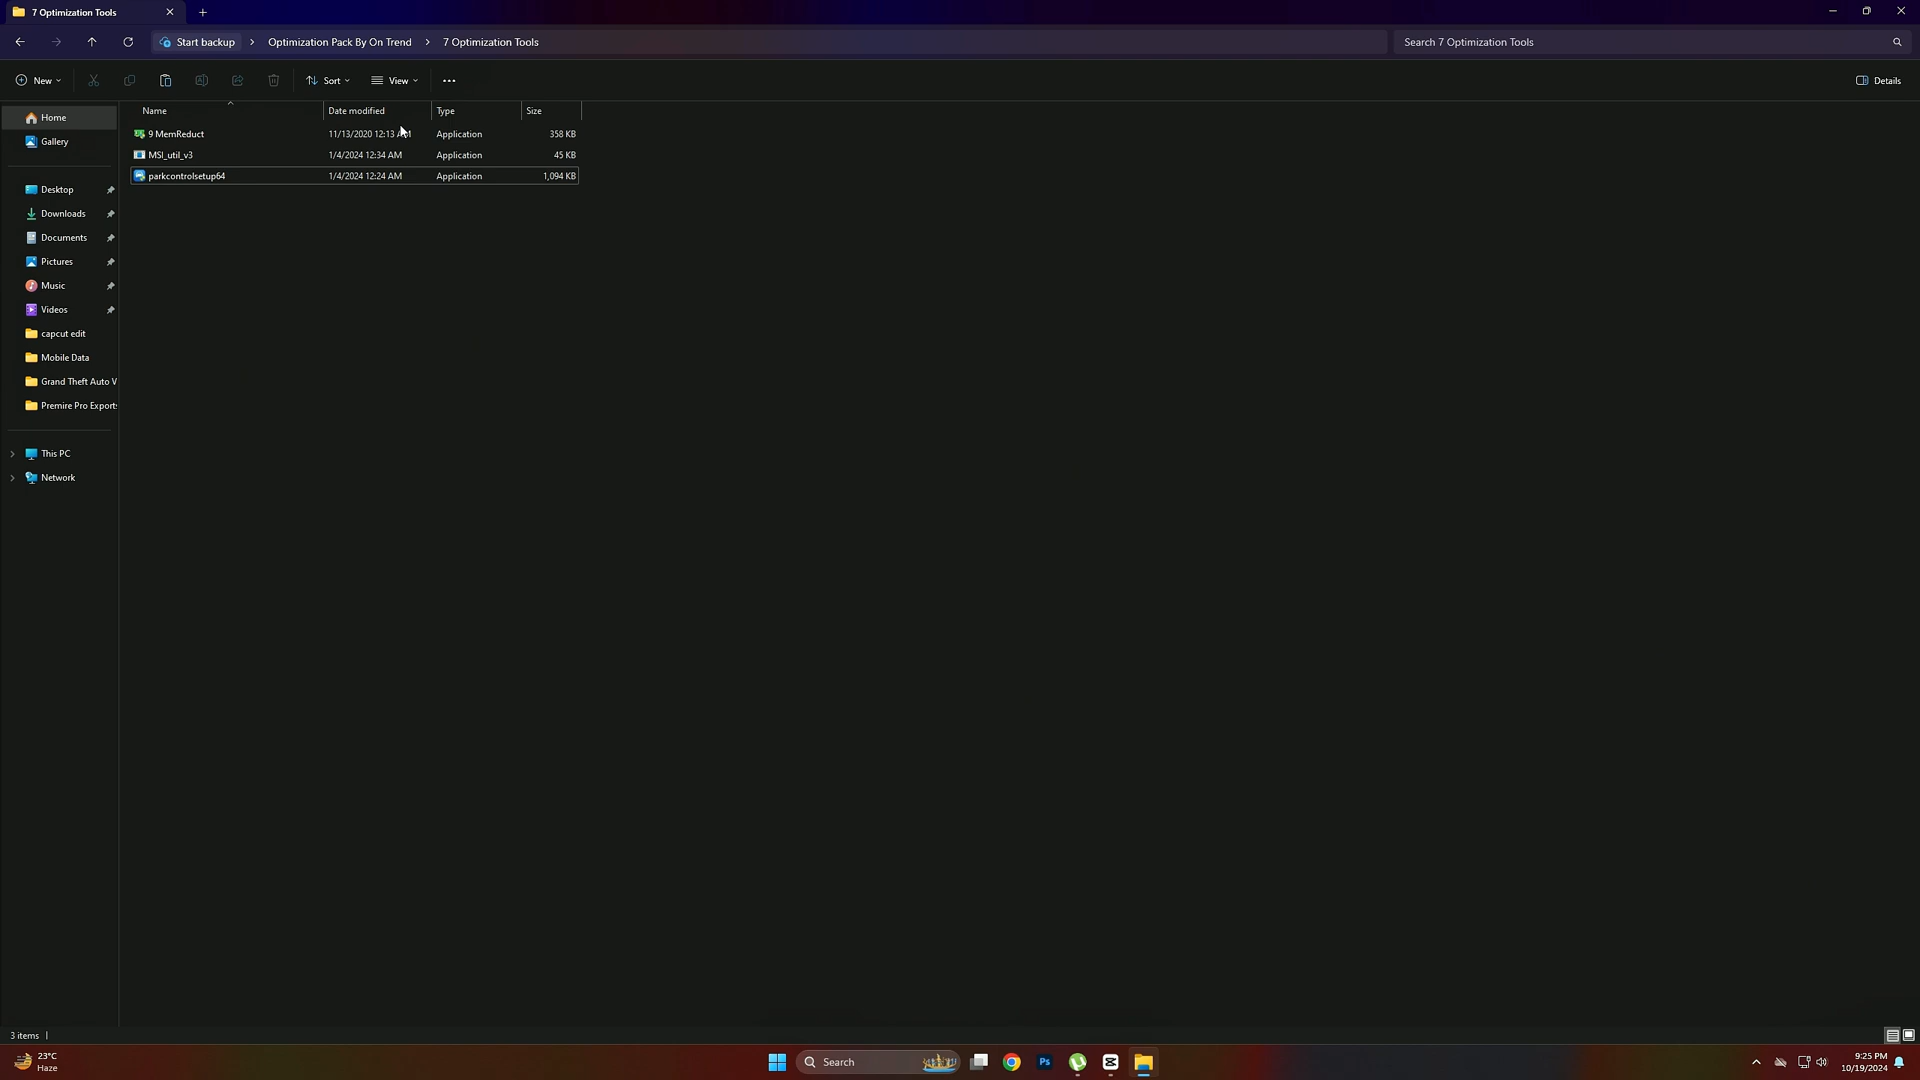 7 Optimization Tools
Start backup
Optimization Pack By On Trend
7 Optimization Tools
Search 7 Optimization Tools
New
Sort
View
Details
Name
Date modified
Type
Size
Home
9 MemReduct
11/13/2020 12:13 AM
Application
358 KB
Gallery
MSI_util_v3
1/4/2024 12:34 AM
Application
45 KB
parkcontrolsetup64
1/4/2024 12:24 AM
Application
1,094 KB
Desktop
Downloads
Documents
Pictures
Music
Videos
capcut edit
Mobile Data
Grand Theft Auto V
Premire Pro Exports
This PC
Network
3 items
23°C
Haze
Search
Ps
9:25 PM
10/19/2024